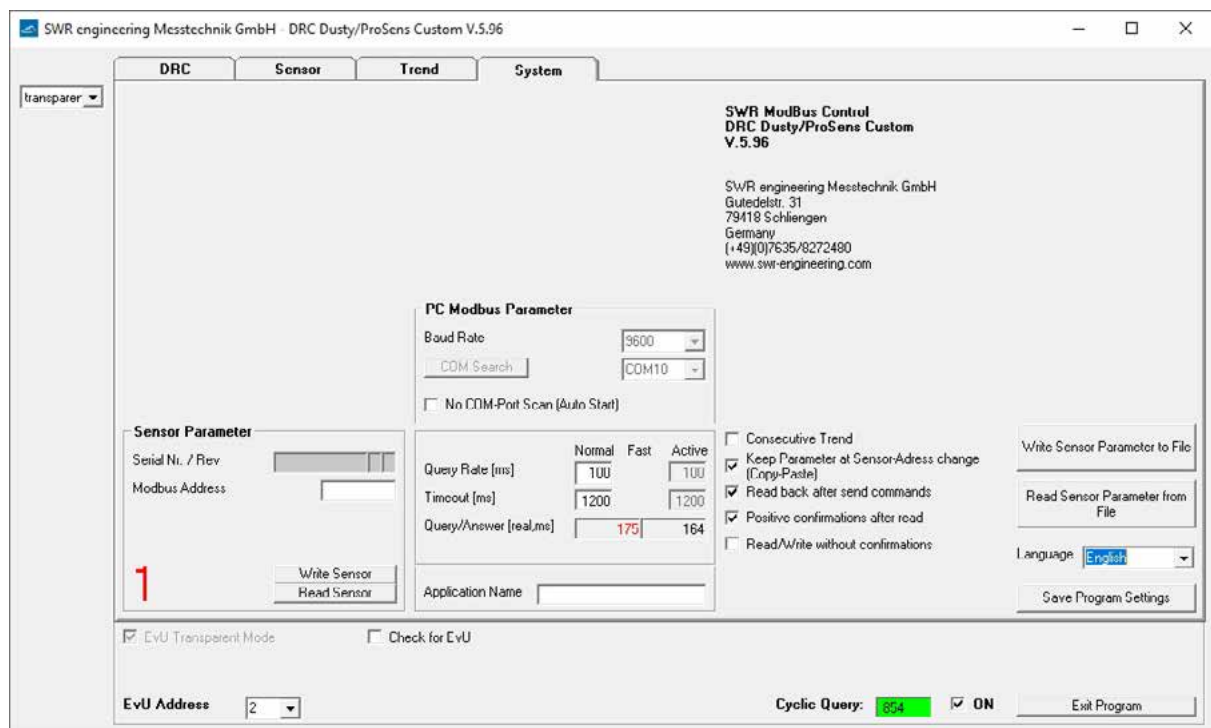 SWR engineering Messtechnik GmbH - DRC Dusty/ProSens Custom V.5.96
DRC Sensor Trend System
transparer
SWR ModBus Control
DRC Dusty/ProSens Custom
V.5.96
SWR engineering Messtechnik GmbH
Gutedelstr. 31
79418 Schliengen
Germany
(+49)(0)7635/8272480
www.swr-engineering.com
PC Modbus Parameter
Baud Rate 9600
COM Search COM10
No COM-Port Scan (Auto Start)
Sensor Parameter
Serial Nr. / Rev
Modbus Address
1
Write Sensor
Read Sensor
Normal Fast Active
Query Rate [ms] 100 100
Timeout [ms] 1200 1200
Query/Answer [real,ms] 175 164
Application Name
Consecutive Trend
Keep Parameter at Sensor-Adress change
(Copy-Paste)
Read back after send commands
Positive confirmations after read
Read/Write without confirmations
Write Sensor Parameter to File
Read Sensor Parameter from
File
Language English
Save Program Settings
EvU Transparent Mode Check for EvU
EvU Address 2
Cyclic Query: 854 ON Exit Program